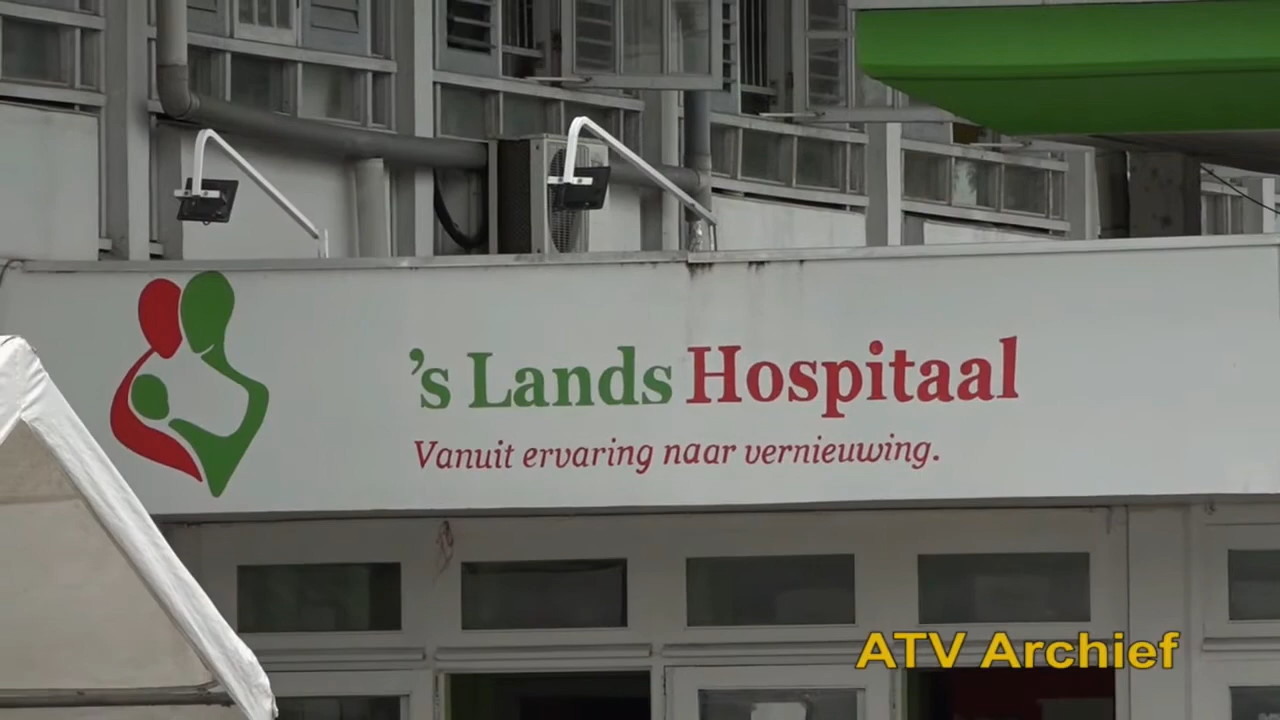 ’s Lands Hospitaal
Vanuit ervaring naar vernieuwing.
ATV Archief